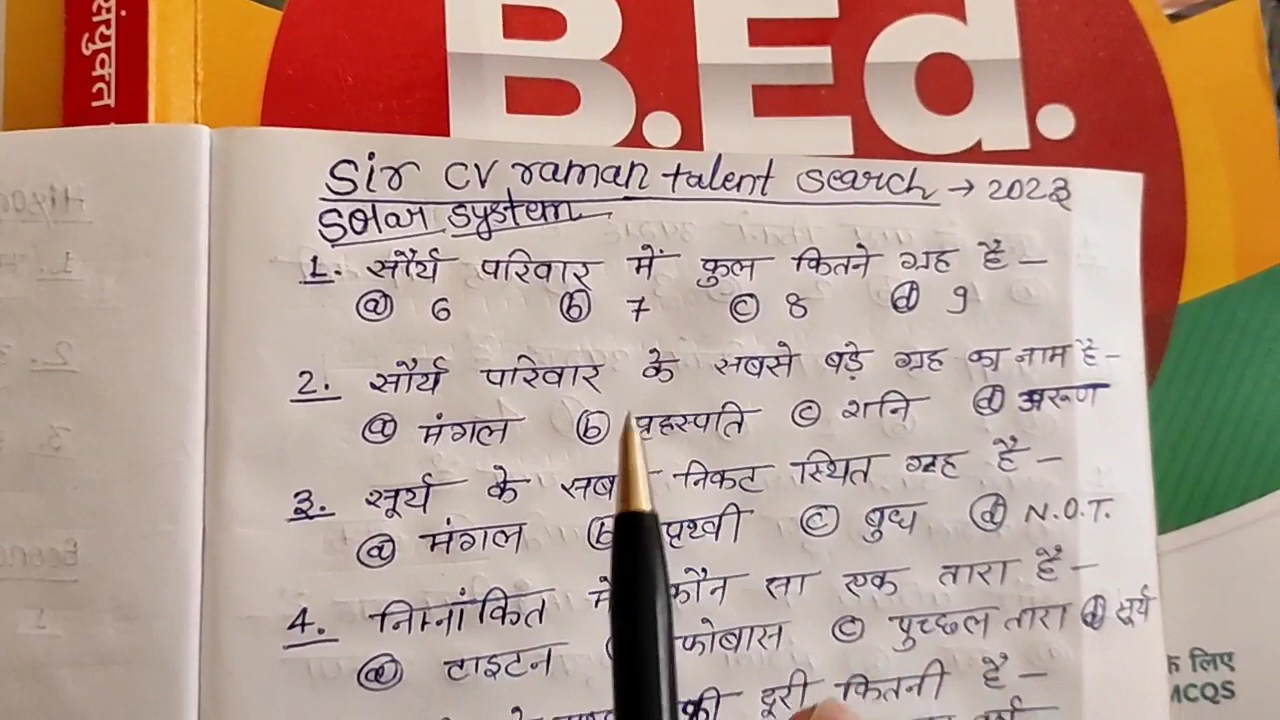 संयुक्त
B.Ed.
Sir CV raman talent search → 2023
Solar system
1. सौर्य परिवार में कुल कितने ग्रह है –
ⓐ 6 ⓑ 7 ⓒ 8 ⓓ 9
2. सौर्य परिवार के सबसे बड़े ग्रह का नाम है –
ⓐ मंगल ⓑ बृहस्पति ⓒ शनि ⓓ अरूण
3. सूर्य के सब निकट स्थित ग्रह है –
ⓐ मंगल ⓑ पृथ्वी ⓒ बुध ⓓ N.O.T.
4. निम्नांकित में कौन सा एक तारा है –
ⓐ टाइटन फोबास ⓒ पुच्छल तारा ⓓ सूर्य
की दूरी कितनी है –
के लिए
MCQS